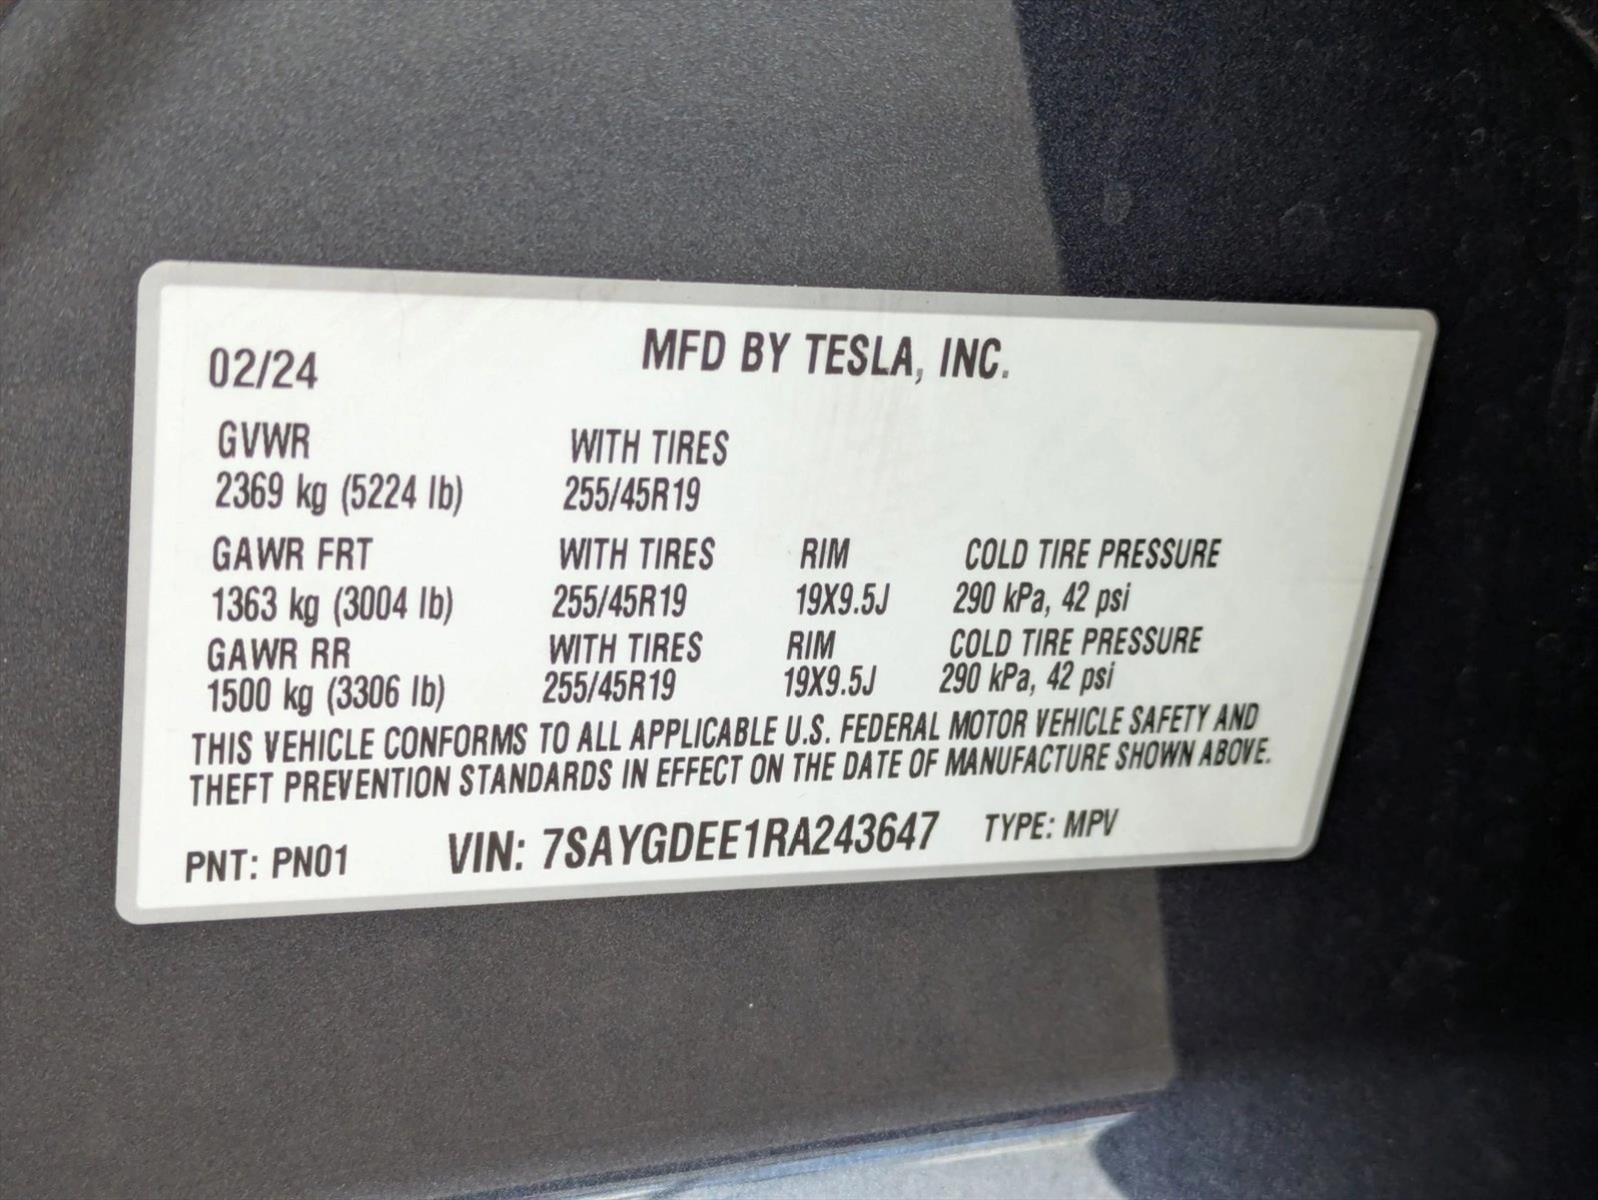 02/24 MFD BY TESLA, INC.
GVWR WITH TIRES
2369 kg (5224 lb) 255/45R19
GAWR FRT WITH TIRES RIM COLD TIRE PRESSURE
1363 kg (3004 lb) 255/45R19 19X9.5J 290 kPa, 42 psi
GAWR RR WITH TIRES RIM COLD TIRE PRESSURE
1500 kg (3306 lb) 255/45R19 19X9.5J 290 kPa, 42 psi
THIS VEHICLE CONFORMS TO ALL APPLICABLE U.S. FEDERAL MOTOR VEHICLE SAFETY AND
THEFT PREVENTION STANDARDS IN EFFECT ON THE DATE OF MANUFACTURE SHOWN ABOVE.
PNT: PN01 VIN: 7SAYGDEE1RA243647 TYPE: MPV